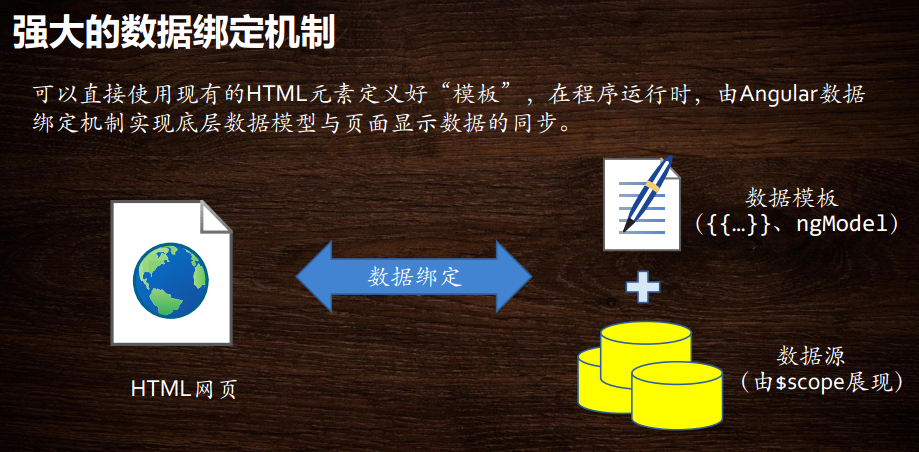 强大的数据绑定机制
可以直接使用现有的HTML元素定义好“模板”，在程序运行时，由Angular数据
绑定机制实现底层数据模型与页面显示数据的同步。
数据模板
（{{…}}、ngModel）
数据绑定
数据源
（由$scope展现）
HTML网页